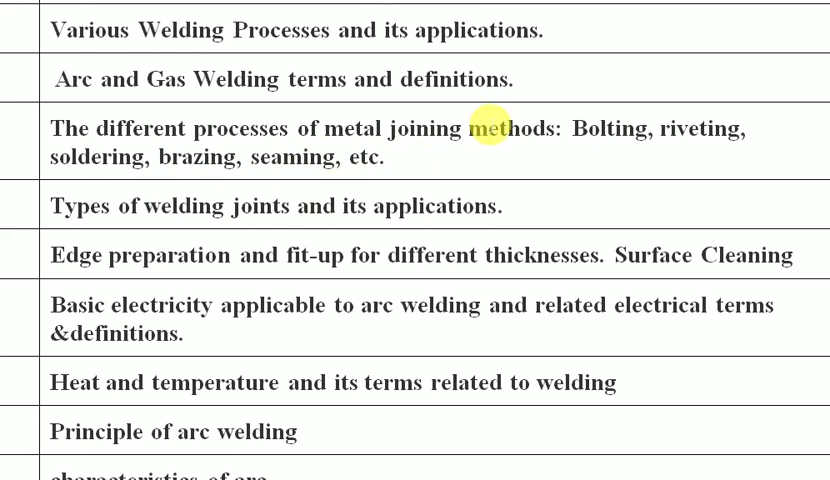 Various Welding Processes and its applications.
Arc and Gas Welding terms and definitions.
The different processes of metal joining methods: Bolting, riveting,
soldering, brazing, seaming, etc.
Types of welding joints and its applications.
Edge preparation and fit-up for different thicknesses. Surface Cleaning
Basic electricity applicable to arc welding and related electrical terms
&definitions.
Heat and temperature and its terms related to welding
Principle of arc welding
characteristics of arc